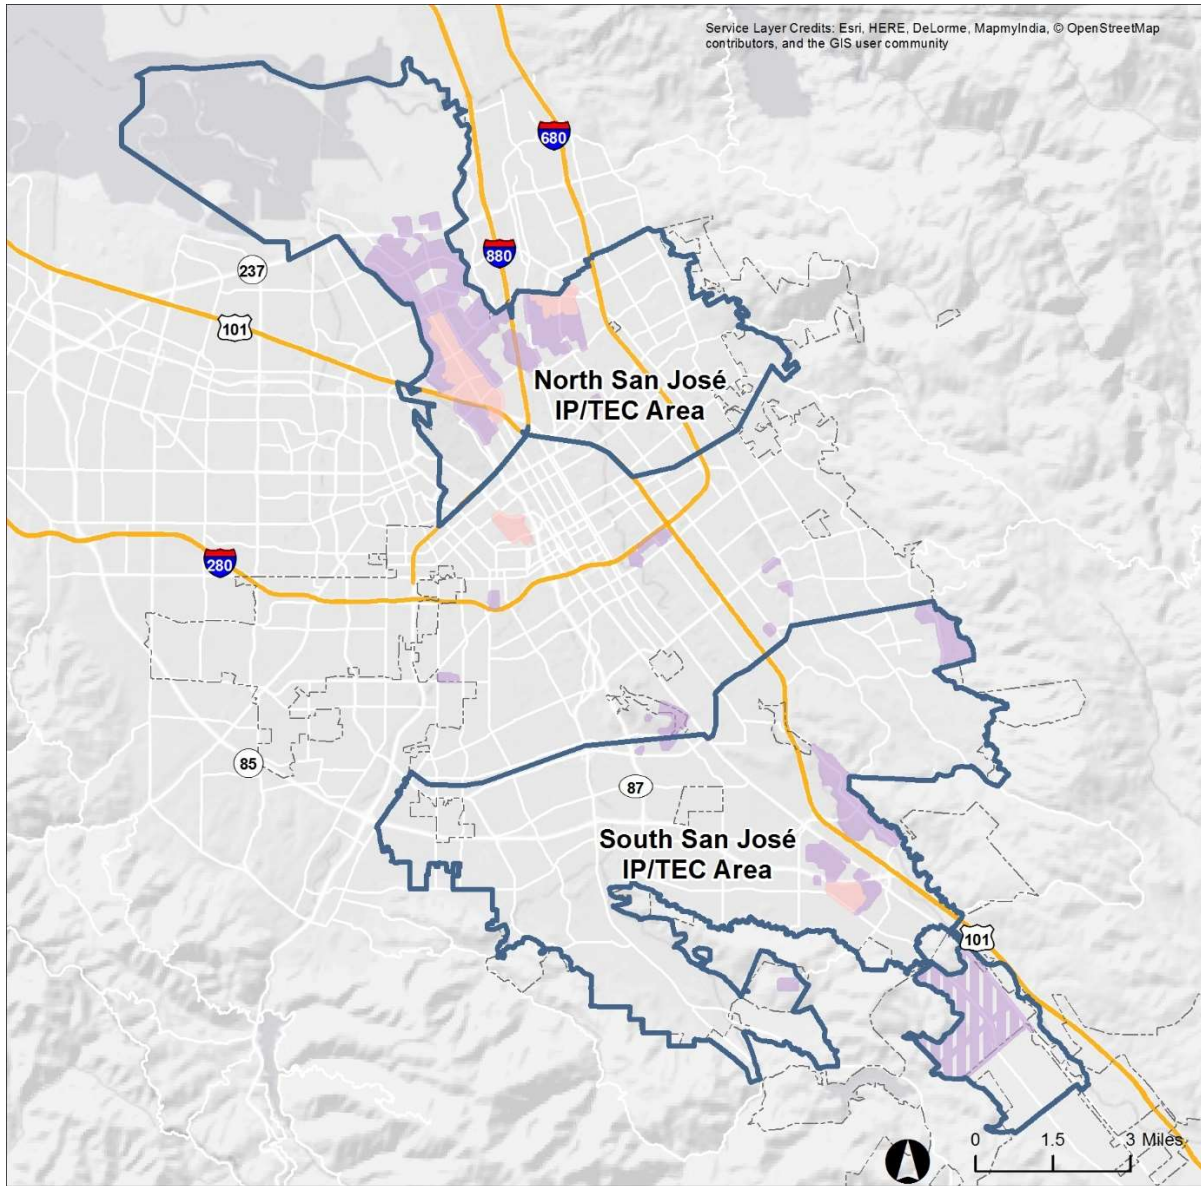 Service Layer Credits: Esri, HERE, DeLorme, MapmyIndia, © OpenStreetMap
contributors, and the GIS user community
680
880
237
101
North San José
IP/TEC Area
280
85
87
South San José
IP/TEC Area
101
0 1.5 3 Miles